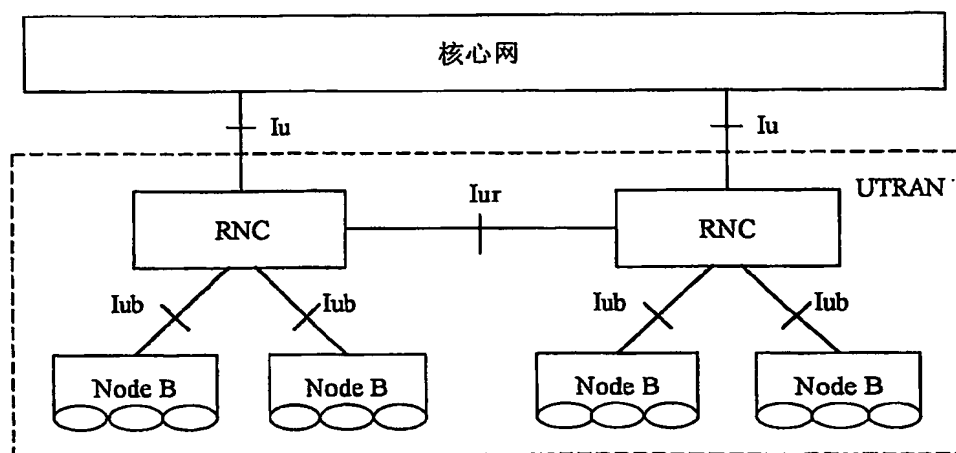 核心网
Iu
Iu
UTRAN
Iur
RNC
RNC
Iub
Iub
Iub
Iub
Node B
Node B
Node B
Node B